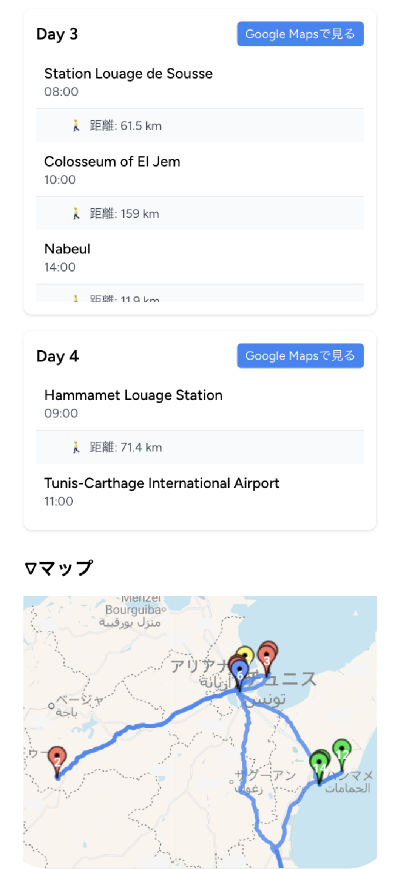 Day 3
Google Mapsで見る
Station Louage de Sousse
08:00
距離: 61.5 km
Colosseum of El Jem
10:00
距離: 159 km
Nabeul
14:00
距離: 11.9 km
Day 4
Google Mapsで見る
Hammamet Louage Station
09:00
距離: 71.4 km
Tunis-Carthage International Airport
11:00
▽マップ
Menzel
Bourguiba
منزل بورقيبة
アリアナ
أريانة
チュニス
تونس
ベージャ
باجة
2
3
ザグーアン
زغوان
ハンマメ
الحمامات